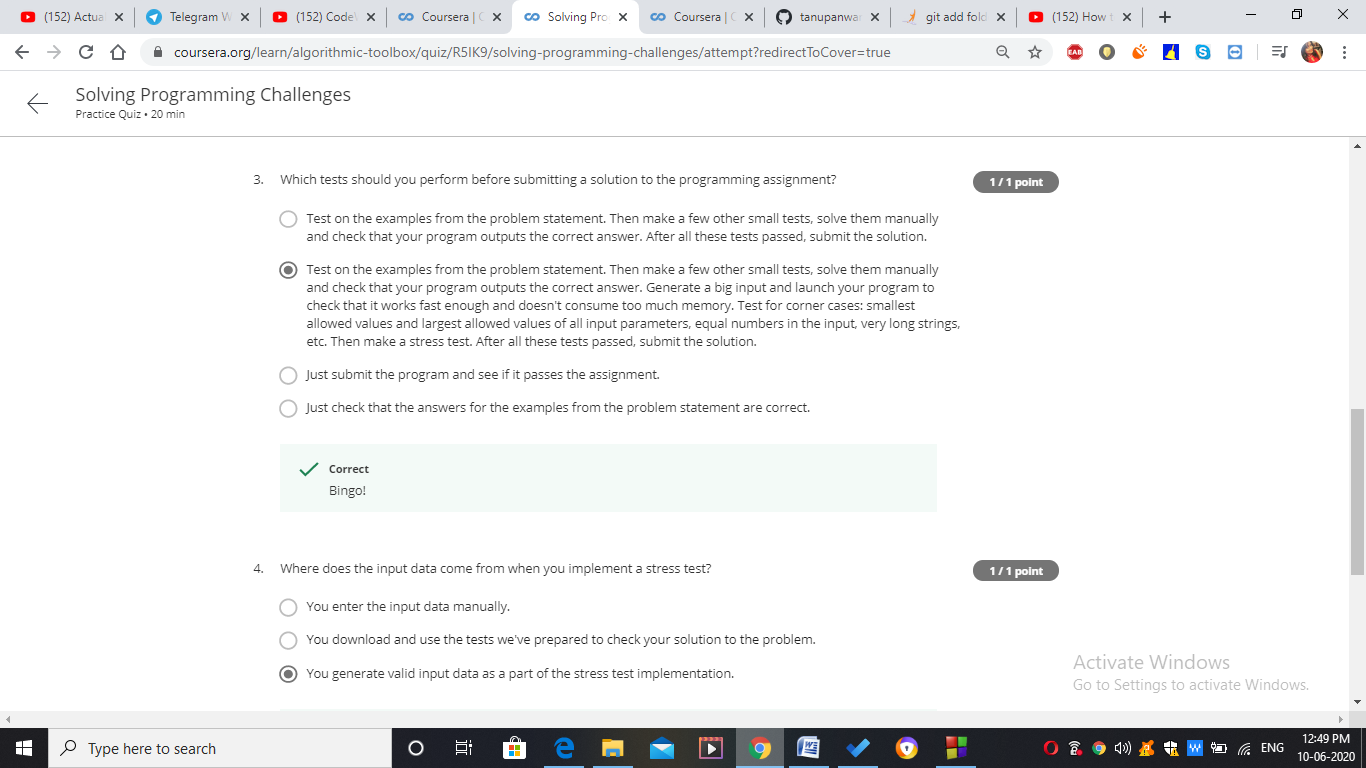 (152) Actua
Telegram W
(152) Code\
Coursera | C
Solving Pro
Coursera | C
tanupanwa
git add fold
(152) How t
coursera.org/learn/algorithmic-toolbox/quiz/R5IK9/solving-programming-challenges/attempt?redirectToCover=true
EAB
Solving Programming Challenges
Practice Quiz • 20 min
3. Which tests should you perform before submitting a solution to the programming assignment?
1 / 1 point
Test on the examples from the problem statement. Then make a few other small tests, solve them manually
and check that your program outputs the correct answer. After all these tests passed, submit the solution.
Test on the examples from the problem statement. Then make a few other small tests, solve them manually
and check that your program outputs the correct answer. Generate a big input and launch your program to
check that it works fast enough and doesn't consume too much memory. Test for corner cases: smallest
allowed values and largest allowed values of all input parameters, equal numbers in the input, very long strings,
etc. Then make a stress test. After all these tests passed, submit the solution.
Just submit the program and see if it passes the assignment.
Just check that the answers for the examples from the problem statement are correct.
Correct
Bingo!
4. Where does the input data come from when you implement a stress test?
1 / 1 point
You enter the input data manually.
You download and use the tests we've prepared to check your solution to the problem.
You generate valid input data as a part of the stress test implementation.
Activate Windows
Go to Settings to activate Windows.
Type here to search
ENG
12:49 PM
10-06-2020